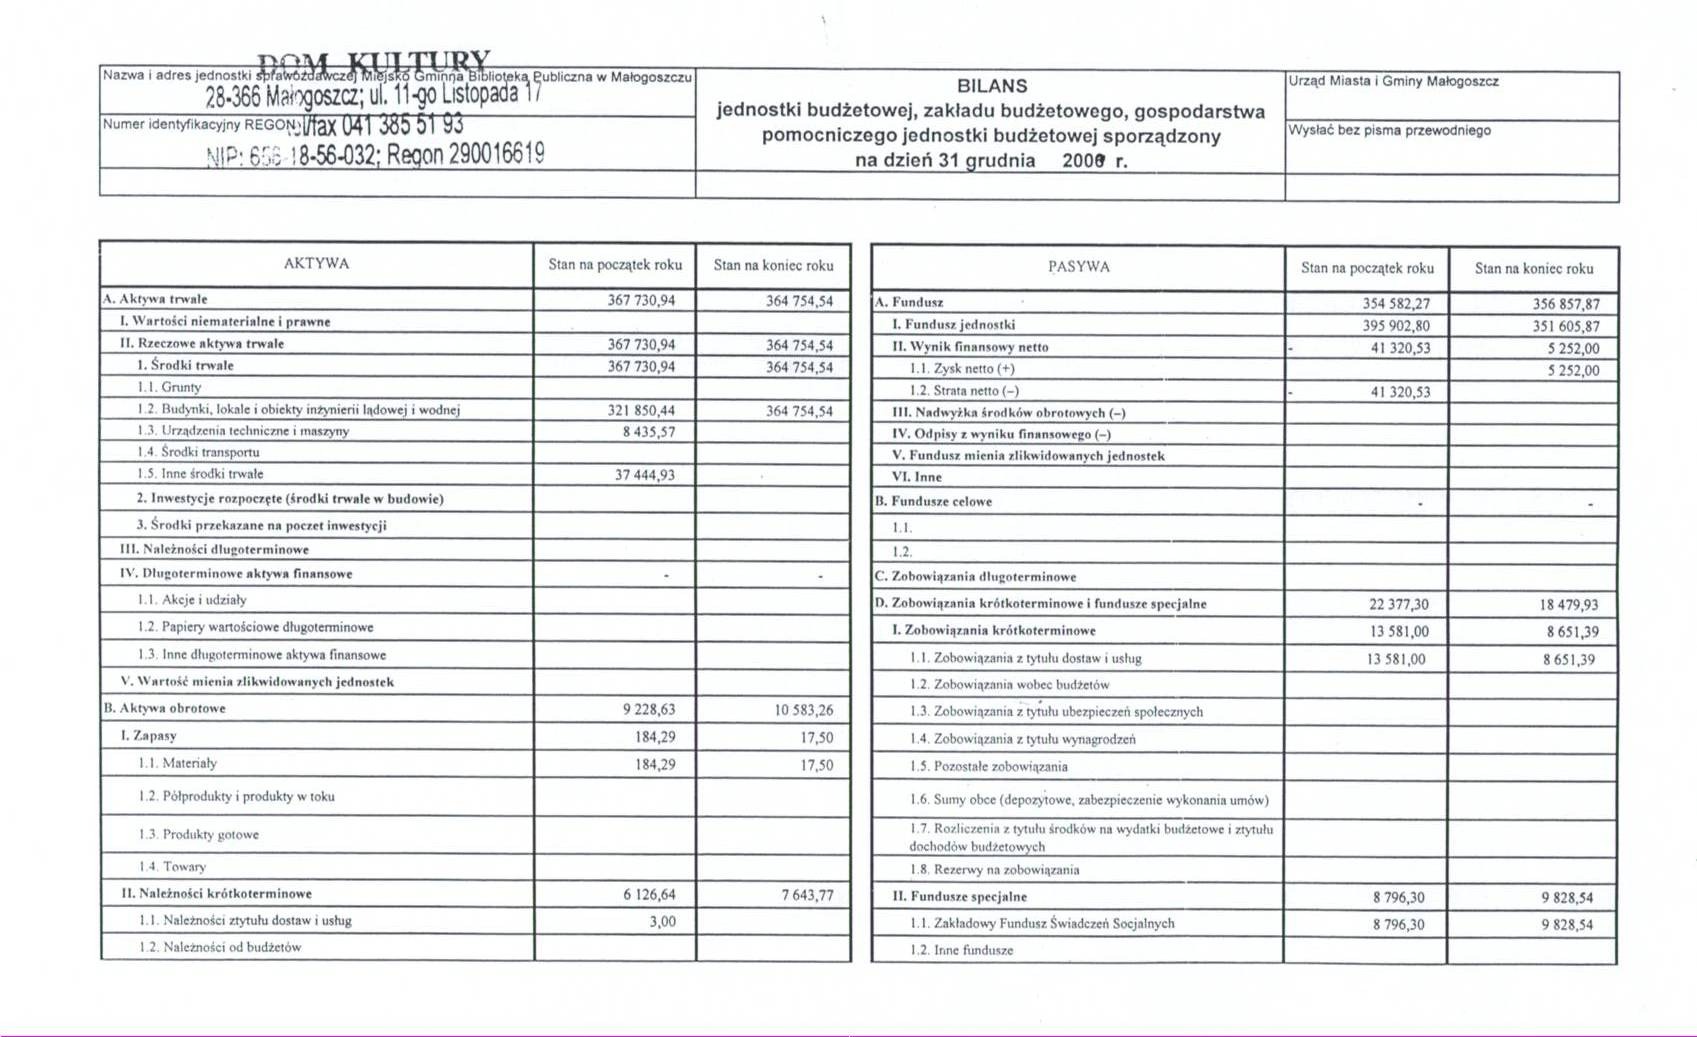 DOM KULTURY
Nazwa i adres jednostki sprawozdawczej Miejsko Gminna Biblioteka Publiczna w Małogoszczu
28-366 Małogoszcz; ul. 11-go Listopada 17
Numer identyfikacyjny REGON
/fax 041 385 51 93
NIP: 656-18-56-032; Regon 290016619
BILANS
jednostki budżetowej, zakładu budżetowego, gospodarstwa
pomocniczego jednostki budżetowej sporządzony
na dzień 31 grudnia r.
Urząd Miasta i Gminy Małogoszcz
Wysłać bez pisma przewodniego
AKTYWA Stan na początek roku Stan na koniec roku
A. Aktywa trwałe 367 730,94 364 754,54
I. Wartości niematerialne i prawne
II. Rzeczowe aktywa trwałe 367 730,94 364 754,54
1. Środki trwałe 367 730,94 364 754,54
1.1. Grunty
1.2. Budynki, lokale i obiekty inżynierii lądowej i wodnej 321 850,44 364 754,54
1.3. Urządzenia techniczne i maszyny 8 435,57
1.4. Środki transportu
1.5. Inne środki trwałe 37 444,93
2. Inwestycje rozpoczęte (środki trwałe w budowie)
3. Środki przekazane na poczet inwestycji
III. Należności długoterminowe
IV. Długoterminowe aktywa finansowe - -
1.1. Akcje i udziały
1.2. Papiery wartościowe długoterminowe
1.3. Inne długoterminowe aktywa finansowe
V. Wartość mienia zlikwidowanych jednostek
B. Aktywa obrotowe 9 228,63 10 583,26
I. Zapasy 184,29 17,50
1.1. Materiały 184,29 17,50
1.2. Półprodukty i produkty w toku
1.3. Produkty gotowe
1.4. Towary
II. Należności krótkoterminowe 6 126,64 7 643,77
1.1. Należności ztytułu dostaw i usług 3,00
1.2. Należności od budżetów
PASYWA Stan na początek roku Stan na koniec roku
A. Fundusz 354 582,27 356 857,87
I. Fundusz jednostki 395 902,80 351 605,87
II. Wynik finansowy netto - 41 320,53 5 252,00
1.1. Zysk netto (+) 5 252,00
1.2. Strata netto (–) - 41 320,53
III. Nadwyżka środków obrotowych (–)
IV. Odpisy z wyniku finansowego (–)
V. Fundusz mienia zlikwidowanych jednostek
VI. Inne
B. Fundusze celowe - -
1.1.
1.2.
C. Zobowiązania długoterminowe
D. Zobowiązania krótkoterminowe i fundusze specjalne 22 377,30 18 479,93
I. Zobowiązania krótkoterminowe 13 581,00 8 651,39
1.1. Zobowiązania z tytułu dostaw i usług 13 581,00 8 651,39
1.2. Zobowiązania wobec budżetów
1.3. Zobowiązania z tytułu ubezpieczeń społecznych
1.4. Zobowiązania z tytułu wynagrodzeń
1.5. Pozostałe zobowiązania
1.6. Sumy obce (depozytowe, zabezpieczenie wykonania umów)
1.7. Rozliczenia z tytułu środków na wydatki budżetowe i ztytułu
dochodów budżetowych
1.8. Rezerwy na zobowiązania
II. Fundusze specjalne 8 796,30 9 828,54
1.1. Zakładowy Fundusz Świadczeń Socjalnych 8 796,30 9 828,54
1.2. Inne fundusze